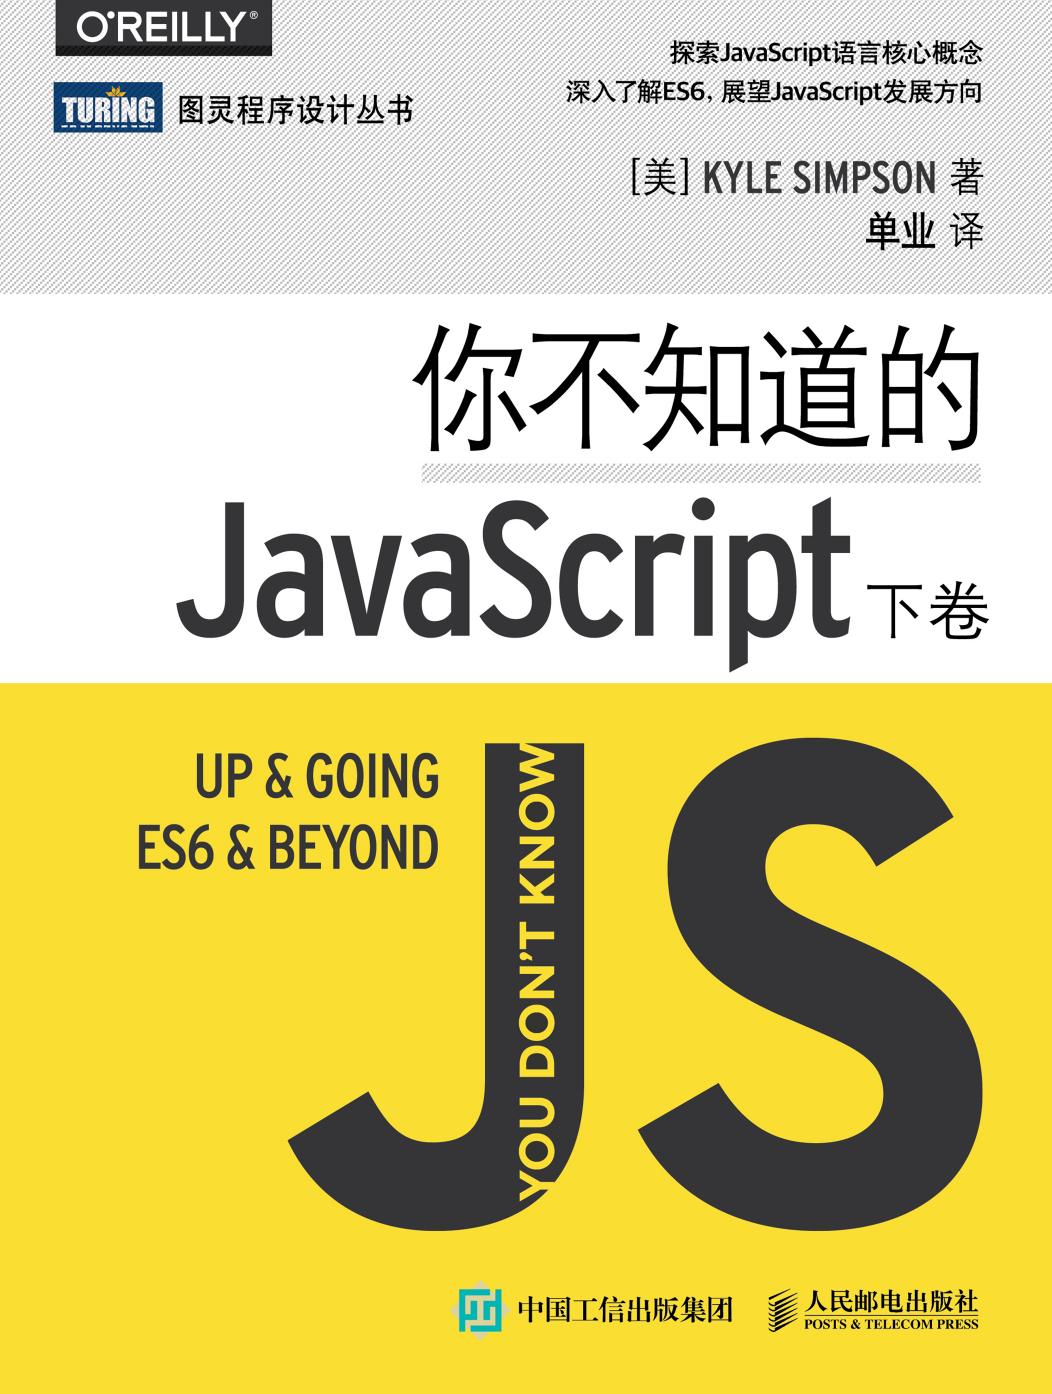 O'REILLY®
TURING 图灵程序设计丛书
探索JavaScript语言核心概念
深入了解ES6，展望JavaScript发展方向
[美] KYLE SIMPSON 著
单业 译
你不知道的
JavaScript 下卷
UP & GOING
ES6 & BEYOND
YOU DON'T KNOW
JS
中国工信出版集团
人民邮电出版社
POSTS & TELECOM PRESS